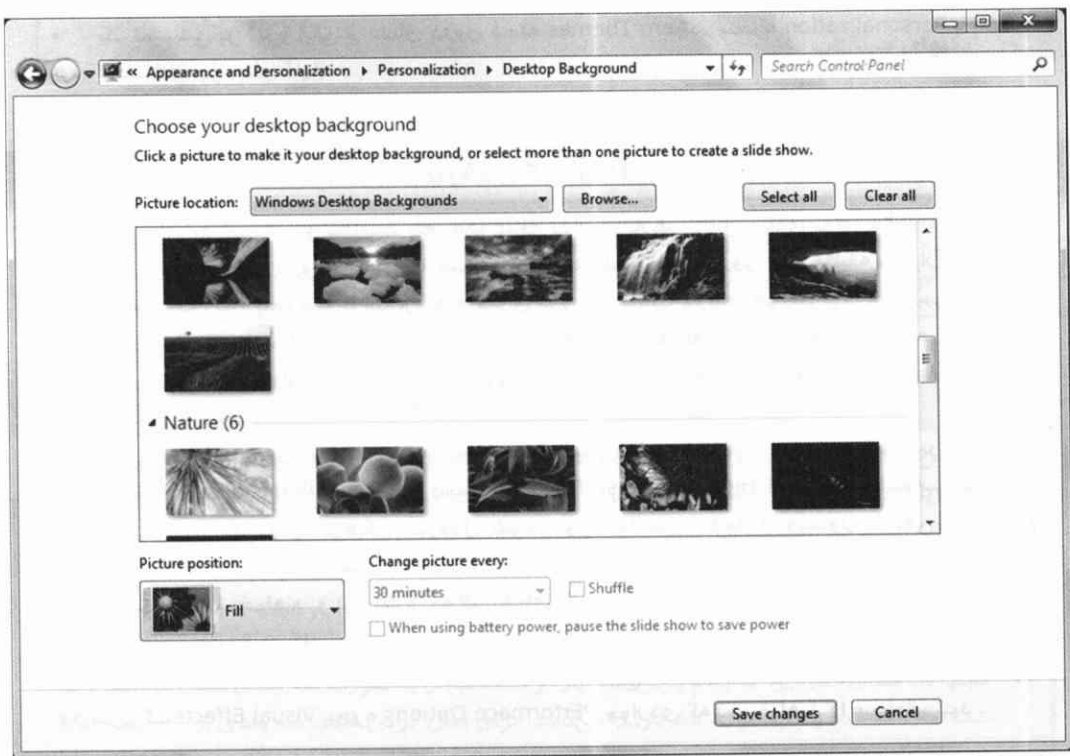 « Appearance and Personalization ▸ Personalization ▸ Desktop Background
Search Control Panel
Choose your desktop background
Click a picture to make it your desktop background, or select more than one picture to create a slide show.
Picture location: Windows Desktop Backgrounds Browse... Select all Clear all
Nature (6)
Picture position: Change picture every:
Fill 30 minutes Shuffle
When using battery power, pause the slide show to save power
Save changes Cancel